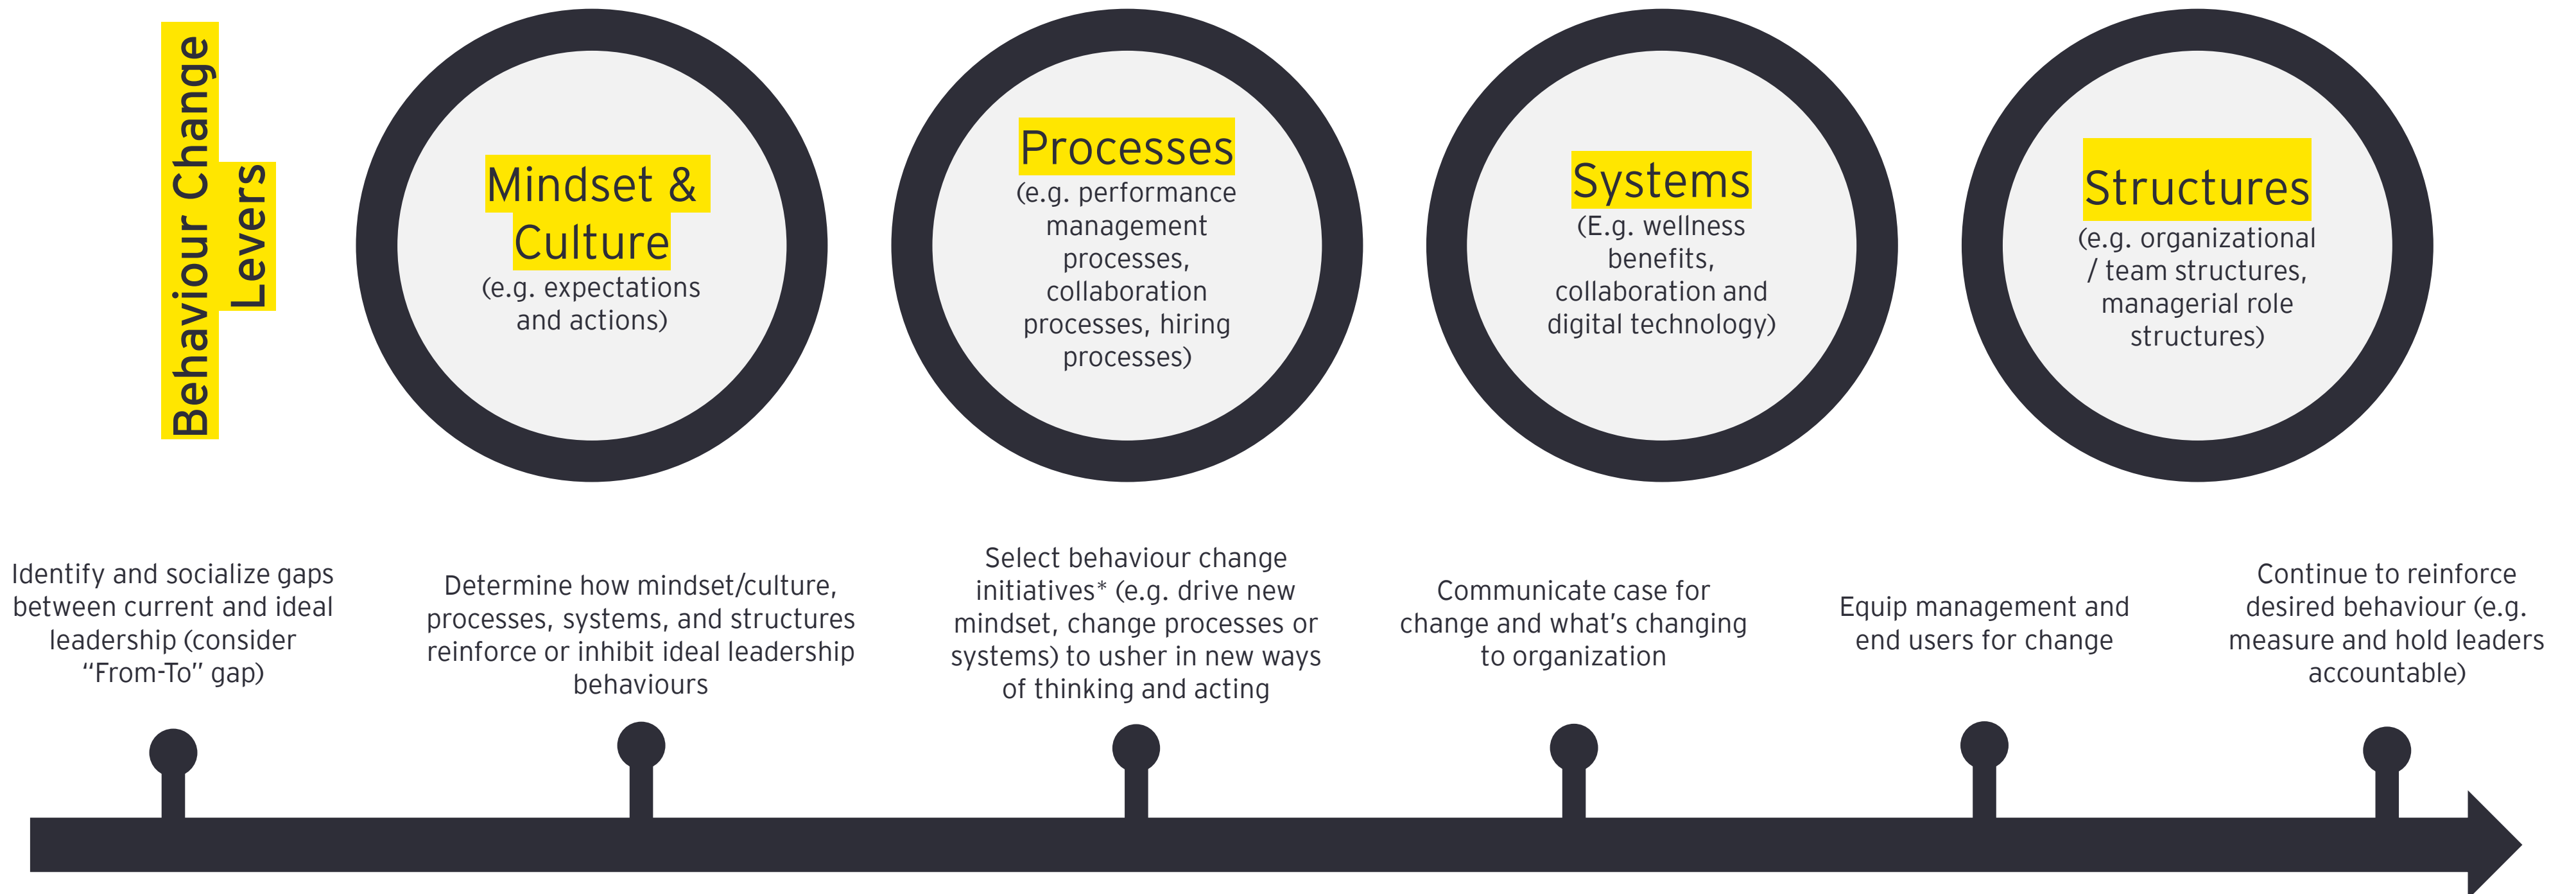 Behaviour Change
Levers
Mindset &
Culture
(e.g. expectations
and actions)
Processes
(e.g. performance
management
processes,
collaboration
processes, hiring
processes)
Systems
(E.g. wellness
benefits,
collaboration and
digital technology)
Structures
(e.g. organizational
/ team structures,
managerial role
structures)
Identify and socialize gaps
between current and ideal
leadership (consider
“From-To” gap)
Determine how mindset/culture,
processes, systems, and structures
reinforce or inhibit ideal leadership
behaviours
Select behaviour change
initiatives* (e.g. drive new
mindset, change processes or
systems) to usher in new ways
of thinking and acting
Communicate case for
change and what’s changing
to organization
Equip management and
end users for change
Continue to reinforce
desired behaviour (e.g.
measure and hold leaders
accountable)